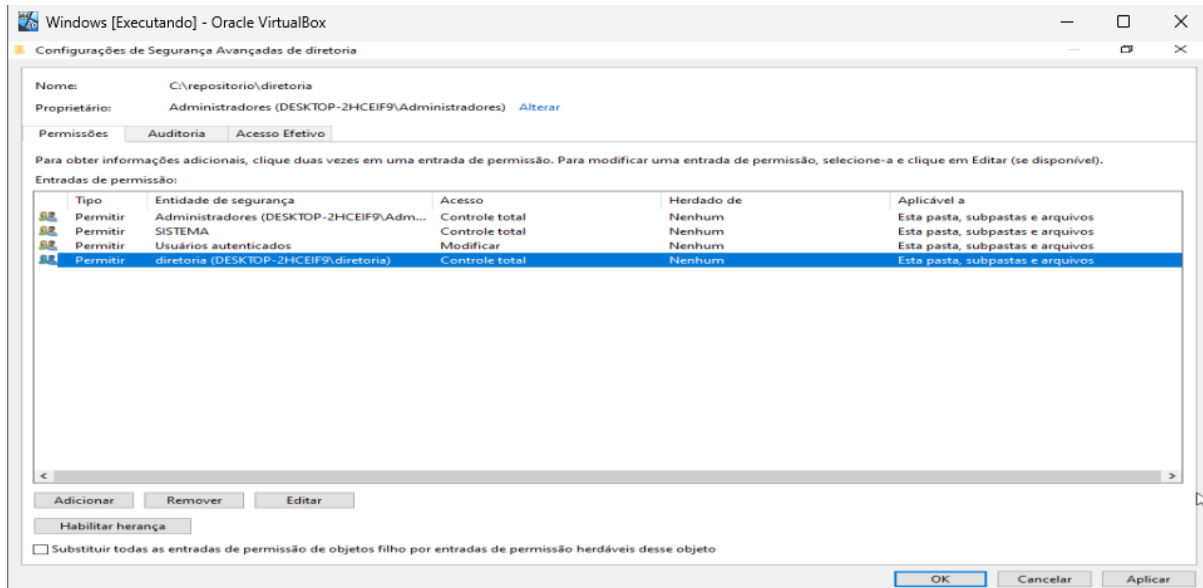 Windows [Executando] - Oracle VirtualBox
Configurações de Segurança Avançadas de diretoria
Nome: C:\repositorio\diretoria
Proprietário: Administradores (DESKTOP-2HCEIF9\Administradores) Alterar
Permissões Auditoria Acesso Efetivo
Para obter informações adicionais, clique duas vezes em uma entrada de permissão. Para modificar uma entrada de permissão, selecione-a e clique em Editar (se disponível).
Entradas de permissão:
Tipo Entidade de segurança Acesso Herdado de Aplicável a
Permitir Administradores (DESKTOP-2HCEIF9\Adm... Controle total Nenhum Esta pasta, subpastas e arquivos
Permitir SISTEMA Controle total Nenhum Esta pasta, subpastas e arquivos
Permitir Usuários autenticados Modificar Nenhum Esta pasta, subpastas e arquivos
Permitir diretoria (DESKTOP-2HCEIF9\diretoria) Controle total Nenhum Esta pasta, subpastas e arquivos
Adicionar Remover Editar
Habilitar herança
Substituir todas as entradas de permissão de objetos filho por entradas de permissão herdáveis desse objeto
OK Cancelar Aplicar